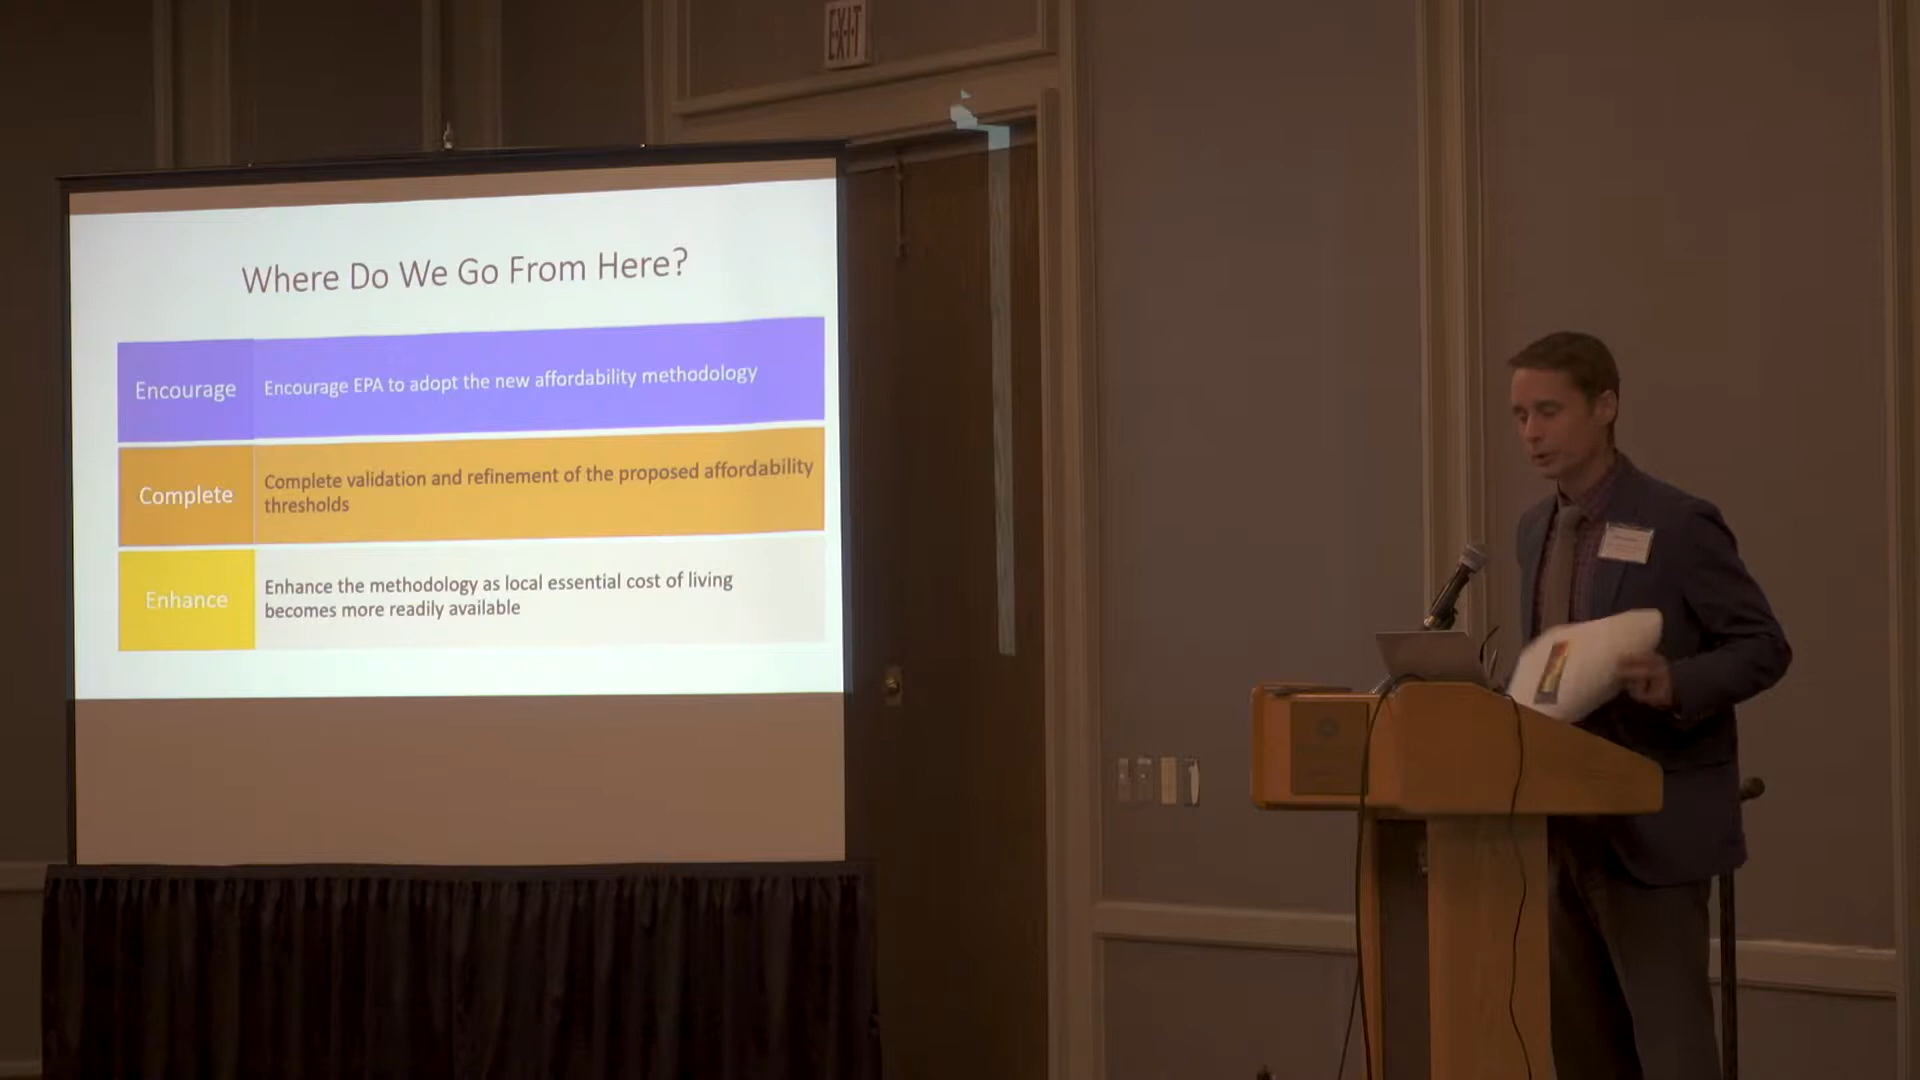 EXIT
Where Do We Go From Here?
Encourage
Encourage EPA to adopt the new affordability methodology
Complete
Complete validation and refinement of the proposed affordability
thresholds
Enhance
Enhance the methodology as local essential cost of living
becomes more readily available